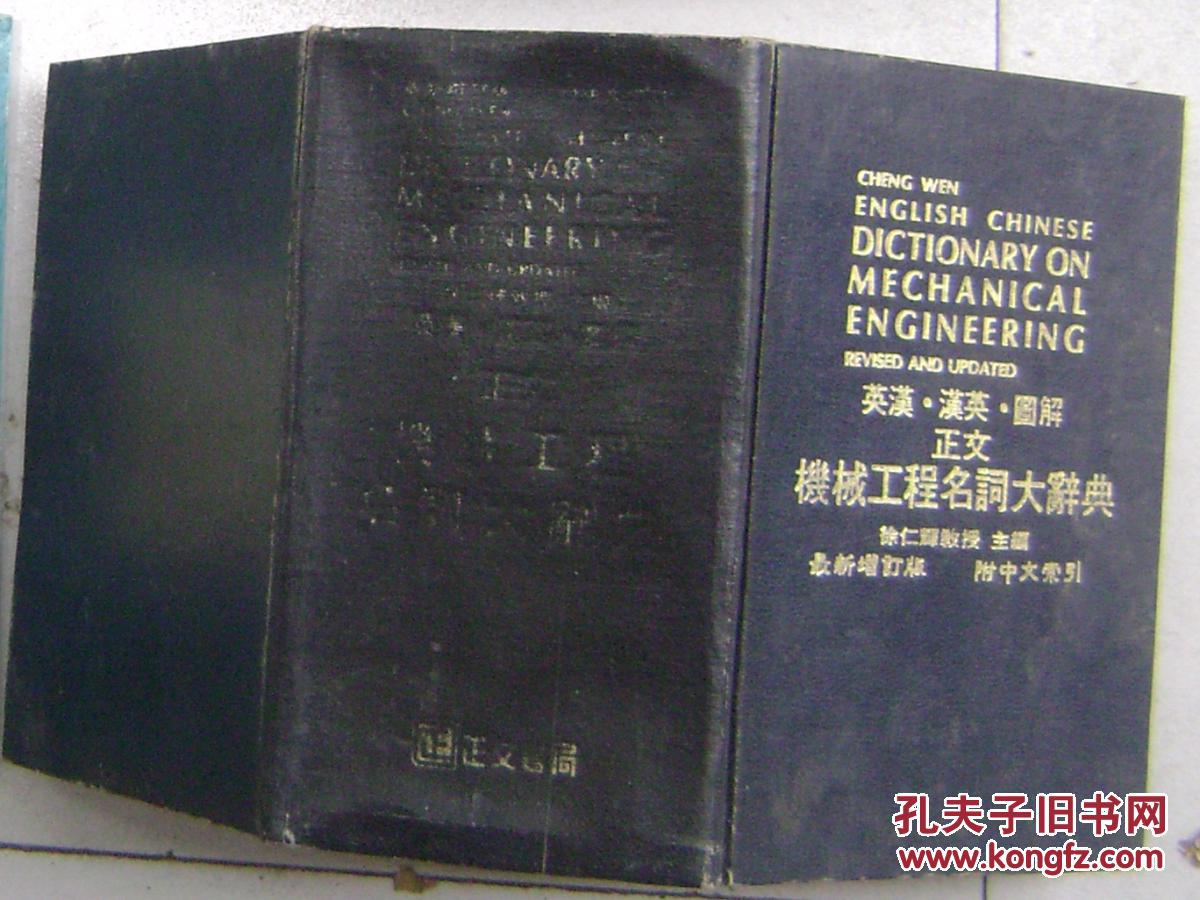 DICTIONARY
MECHANICAL
ENGINEERING
正文書局
CHENG WEN
ENGLISH CHINESE
DICTIONARY ON
MECHANICAL
ENGINEERING
REVISED AND UPDATED
英漢·漢英·圖解
正文
機械工程名詞大辭典
徐仁輝教授 主編
最新增訂版 附中文索引
孔夫子旧书网
www.kongfz.com